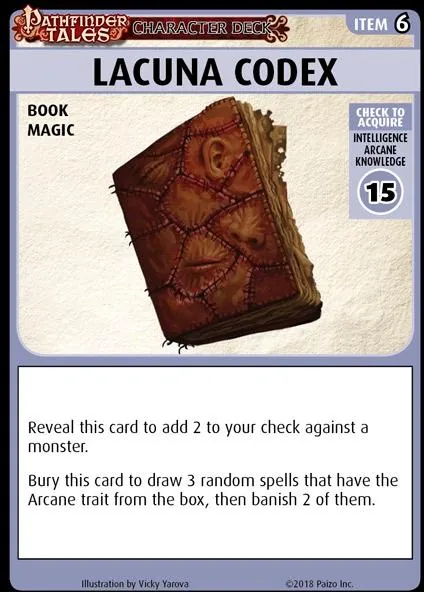 PATHFINDER
TALES
CHARACTER DECK
ITEM 6
LACUNA CODEX
BOOK
MAGIC
CHECK TO
ACQUIRE
INTELLIGENCE
ARCANE
KNOWLEDGE
15
Reveal this card to add 2 to your check against a
monster.
Bury this card to draw 3 random spells that have the
Arcane trait from the box, then banish 2 of them.
Illustration by Vicky Yarova
©2018 Paizo Inc.